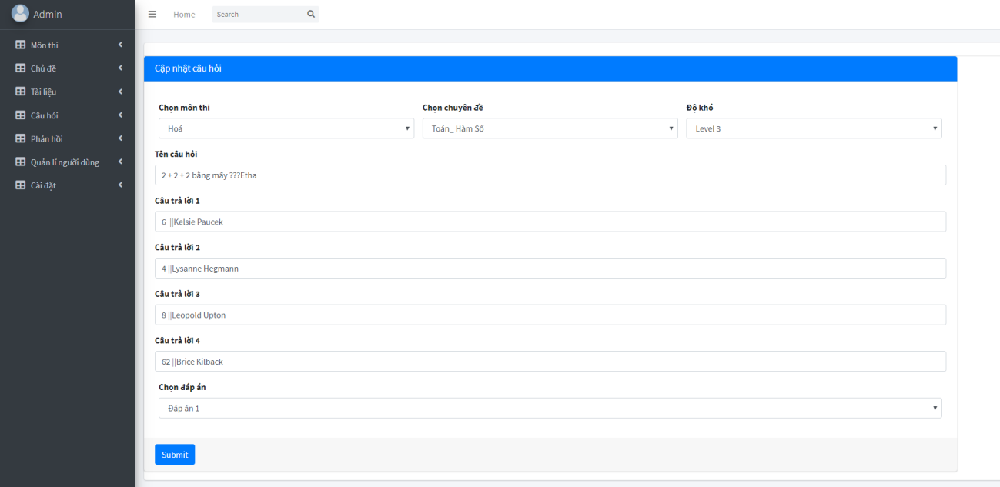 Admin
Home
Search
Môn thi
Chủ đề
Tài liệu
Câu hỏi
Phản hồi
Quản lí người dùng
Cài đặt
Cập nhật câu hỏi
Chọn môn thi
Chọn chuyên đề
Độ khó
Hoá
Toán_ Hàm Số
Level 3
Tên câu hỏi
2 + 2 + 2 bằng mấy ???Etha
Câu trả lời 1
6 ||Kelsie Paucek
Câu trả lời 2
4 ||Lysanne Hegmann
Câu trả lời 3
8 ||Leopold Upton
Câu trả lời 4
62 ||Brice Kilback
Chọn đáp án
Đáp án 1
Submit